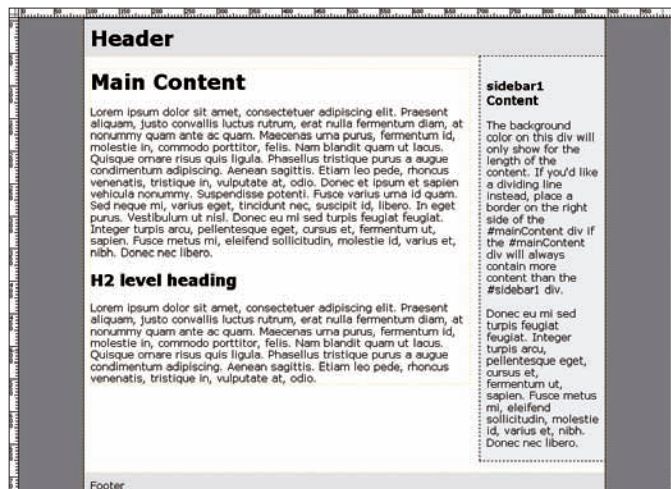 Header
Main Content
Lorem ipsum dolor sit amet, consectetuer adipiscing elit. Praesent
aliquam, justo convallis luctus rutrum, erat nulla fermentum diam, at
nonummy quam ante ac quam. Maecenas urna purus, fermentum id,
molestie in, commodo porttitor, felis. Nam blandit quam ut lacus.
Quisque ornare risus quis ligula. Phasellus tristique purus a augue
condimentum adipiscing. Aenean sagittis. Etiam leo pede, rhoncus
venenatis, tristique in, vulputate at, odio. Donec et ipsum et sapien
vehicula nonummy. Suspendisse potenti. Fusce varius urna id quam.
Sed neque mi, varius eget, tincidunt nec, suscipit id, libero. In eget
purus. Vestibulum ut nisl. Donec eu mi sed turpis feugiat feugiat.
Integer turpis arcu, pellentesque eget, cursus et, fermentum ut,
sapien. Fusce metus mi, eleifend sollicitudin, molestie id, varius et,
nibh. Donec nec libero.
H2 level heading
Lorem ipsum dolor sit amet, consectetuer adipiscing elit. Praesent
aliquam, justo convallis luctus rutrum, erat nulla fermentum diam, at
nonummy quam ante ac quam. Maecenas urna purus, fermentum id,
molestie in, commodo porttitor, felis. Nam blandit quam ut lacus.
Quisque ornare risus quis ligula. Phasellus tristique purus a augue
condimentum adipiscing. Aenean sagittis. Etiam leo pede, rhoncus
venenatis, tristique in, vulputate at, odio.
sidebar1
Content
The background
color on this div will
only show for the
length of the
content. If you'd like
a dividing line
instead, place a
border on the right
side of the
#mainContent div if
the #mainContent
div will always
contain more
content than the
#sidebar1 div.
Donec eu mi sed
turpis feugiat
feugiat. Integer
turpis arcu,
pellentesque eget,
cursus et,
fermentum ut,
sapien. Fusce metus
mi, eleifend
sollicitudin, molestie
id, varius et, nibh.
Donec nec libero.
Footer